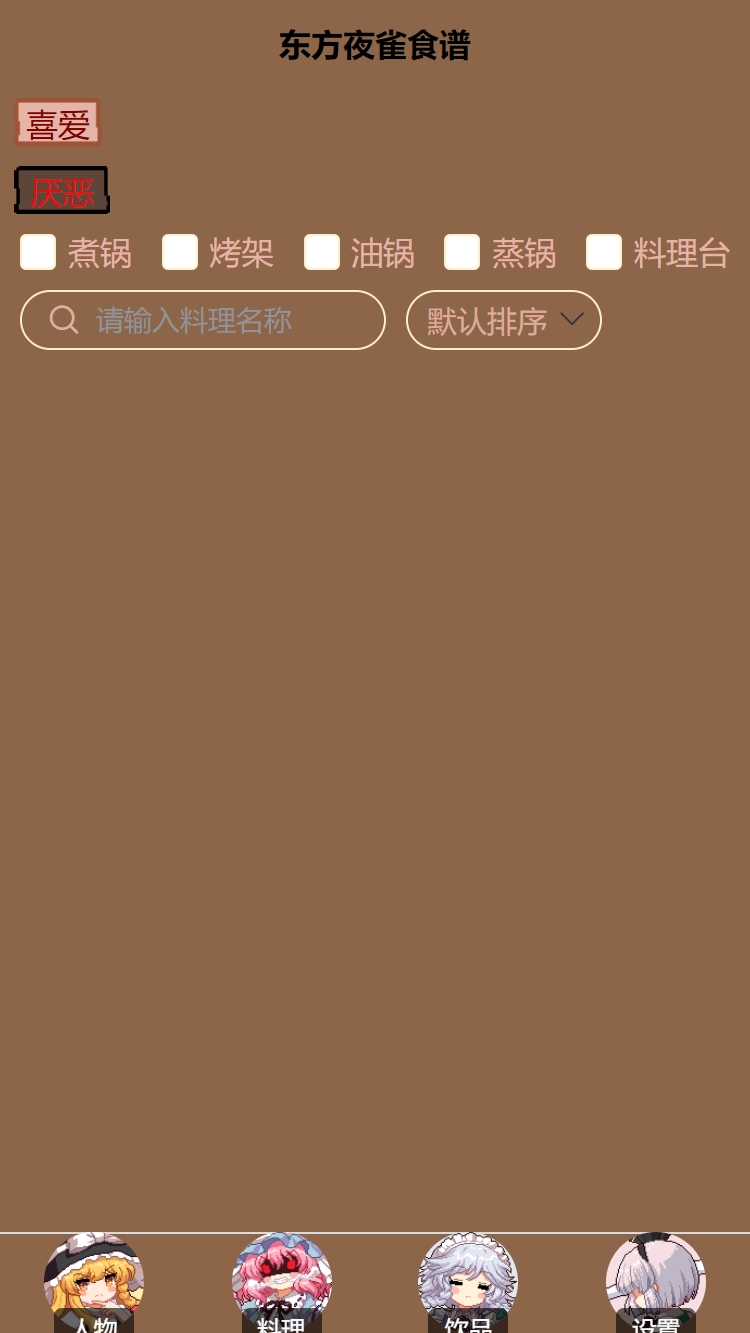 东方夜雀食谱
喜爱
厌恶
煮锅 烤架 油锅 蒸锅 料理台
请输入料理名称 默认排序
人物 料理 饮品 设置